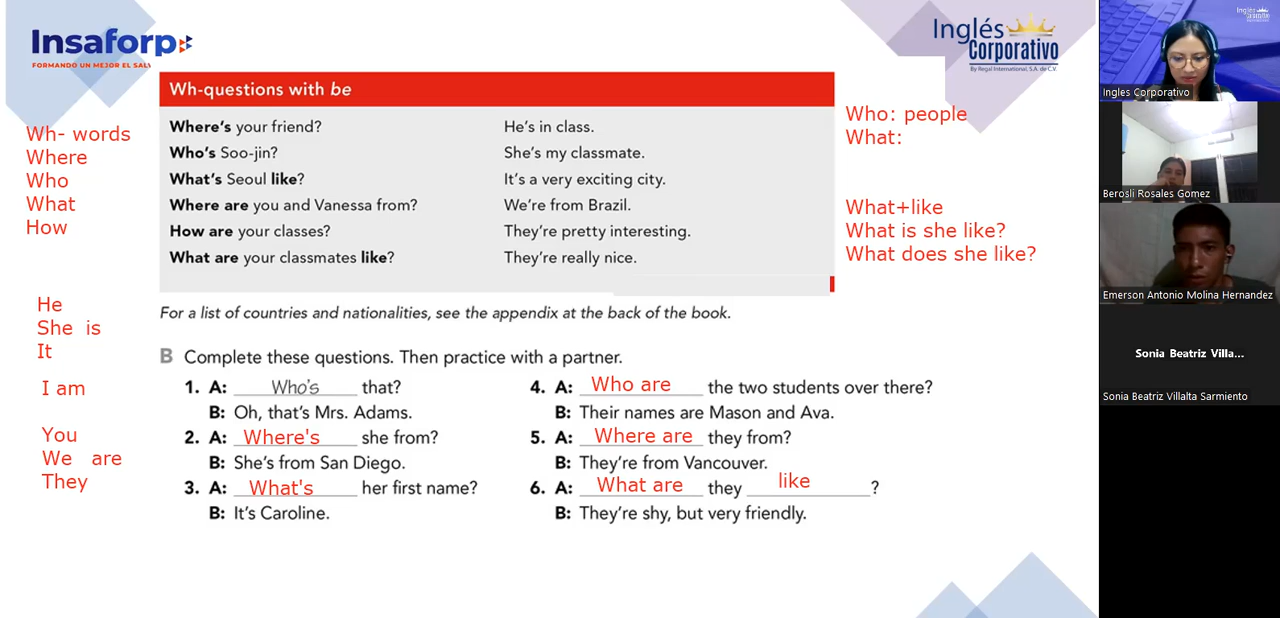 Insaforp
FORMANDO UN MEJOR EL SAL
Inglés
Corporativo
By Regal International, S.A. de C.V.
Wh-questions with be
Where's your friend? He's in class.
Who's Soo-jin? She's my classmate.
What's Seoul like? It's a very exciting city.
Where are you and Vanessa from? We're from Brazil.
How are your classes? They're pretty interesting.
What are your classmates like? They're really nice.
Wh- words
Where
Who
What
How
He
She is
It
I am
You
We are
They
Who: people
What:
What+like
What is she like?
What does she like?
For a list of countries and nationalities, see the appendix at the back of the book.
B Complete these questions. Then practice with a partner.
1. A: Who's that?
B: Oh, that's Mrs. Adams.
2. A: Where's she from?
B: She's from San Diego.
3. A: What's her first name?
B: It's Caroline.
4. A: Who are the two students over there?
B: Their names are Mason and Ava.
5. A: Where are they from?
B: They're from Vancouver.
6. A: What are they like ?
B: They're shy, but very friendly.
Ingles Corporativo
Berosli Rosales Gomez
Emerson Antonio Molina Hernandez
Sonia Beatriz Villa...
Sonia Beatriz Villalta Sarmiento